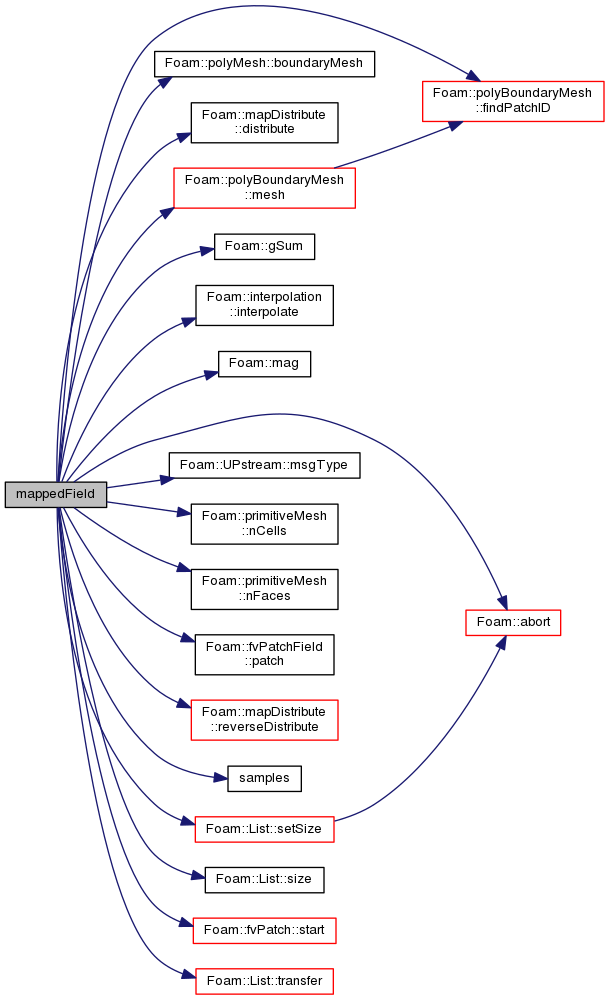 Foam::polyMesh::boundaryMesh
Foam::polyBoundaryMesh
::findPatchID
Foam::mapDistribute
::distribute
Foam::polyBoundaryMesh
::mesh
Foam::gSum
Foam::interpolation
::interpolate
Foam::mag
Foam::UPstream::msgType
mappedField
Foam::primitiveMesh
::nCells
Foam::primitiveMesh
::nFaces
Foam::abort
Foam::fvPatchField
::patch
Foam::mapDistribute
::reverseDistribute
samples
Foam::List::setSize
Foam::List::size
Foam::fvPatch::start
Foam::List::transfer